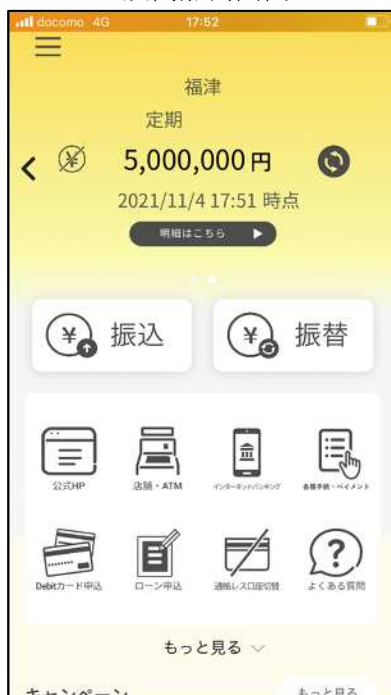 docomo 4G 17:52
福津
定期
5,000,000円
2021/11/4 17:51 時点
明細はこちら ▶
振込 振替
公式HP 店舗・ATM インターネットバンキング 各種手続・ペイメント
Debitカード申込 ローン申込 通帳レス口座切替 よくある質問
もっと見る
キャンペーン もっと見る